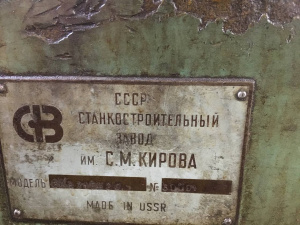 СССР
СТАНКОСТРОИТЕЛЬНЫЙ
ЗАВОД
им. С.М.КИРОВА
МОДЕЛЬ №
MADE IN USSR